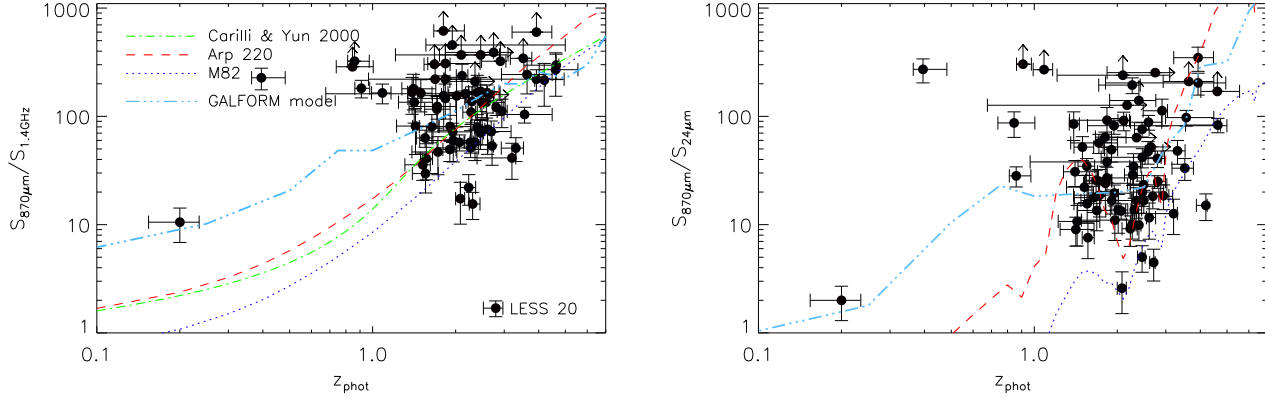 1000
100
10
1
S870μm/S1.4GHz
Carilli & Yun 2000
Arp 220
M82
GALFORM model
LESS 20
0.1
1.0
zphot
1000
100
10
1
S870μm/S24μm
0.1
1.0
zphot